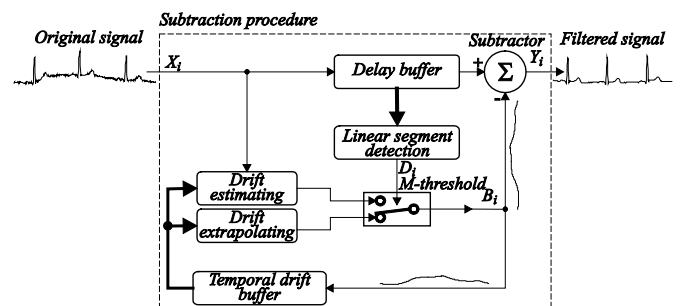 Subtraction procedure
Original signal
Subtractor
Filtered signal
Xi
Delay buffer
+
Σ
Yi
-
Linear segment
detection
Di
M-threshold
Bi
Drift
estimating
Drift
extrapolating
Temporal drift
buffer